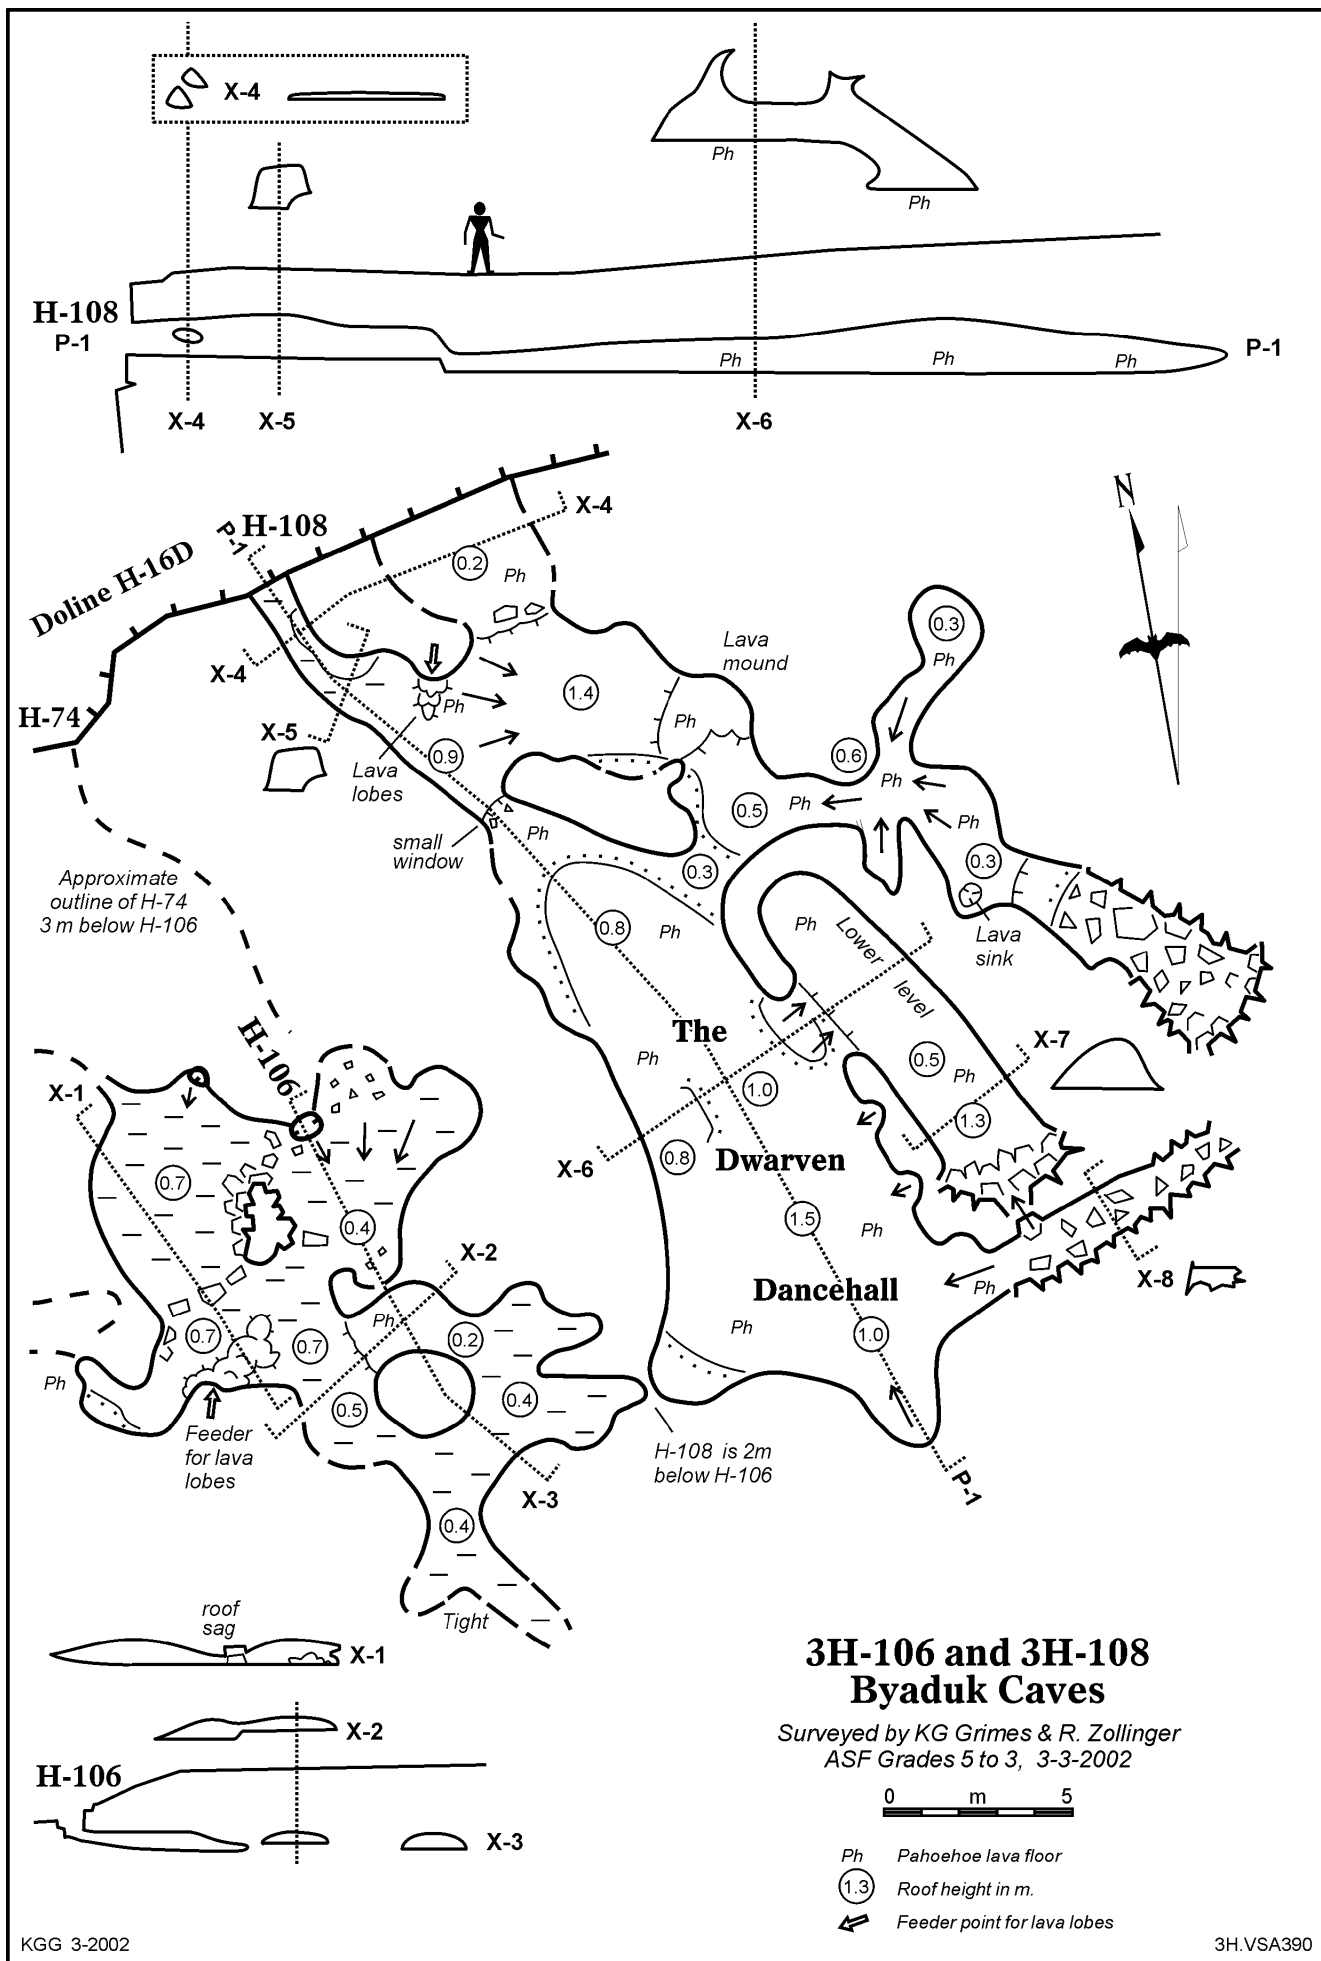 X-4
Ph
Ph
H-108
P-1
Ph
Ph
Ph
P-1
X-4
X-5
X-6
N
P-1
H-108
X-4
Doline H-16D
0.2
Ph
0.3
Ph
X-4
Lava
mound
1.4
Ph
H-74
X-5
Ph
0.9
Lava
lobes
0.6
Ph
0.5
Ph
Ph
small
window
Ph
0.3
0.3
Approximate
outline of H-74
3 m below H-106
0.8
Ph
Ph
Lower
level
Lava
sink
H-106
The
Ph
X-7
0.5
Ph
X-1
1.0
1.3
0.8
X-6
Dwarven
0.7
0.4
1.5
Ph
X-2
X-8
Ph
Dancehall
Ph
0.2
Ph
1.0
0.7
0.7
Ph
0.4
0.5
Feeder
for lava
lobes
H-108 is 2m
below H-106
X-3
P-1
0.4
Tight
roof
sag
X-1
X-2
H-106
X-3
3H-106 and 3H-108
Byaduk Caves
Surveyed by KG Grimes & R. Zollinger
ASF Grades 5 to 3, 3-3-2002
0 m 5
Ph Pahoehoe lava floor
1.3 Roof height in m.
Feeder point for lava lobes
KGG 3-2002
3H.VSA390